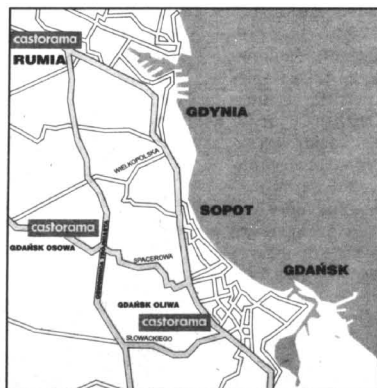 castorama
RUMIA
GDYNIA
WIELKOPOLSKA
SOPOT
castorama
GDAŃSK OSOWA
SPACEROWA
GDAŃSK
GDAŃSK OLIWA
castorama
SŁOWACKIEGO